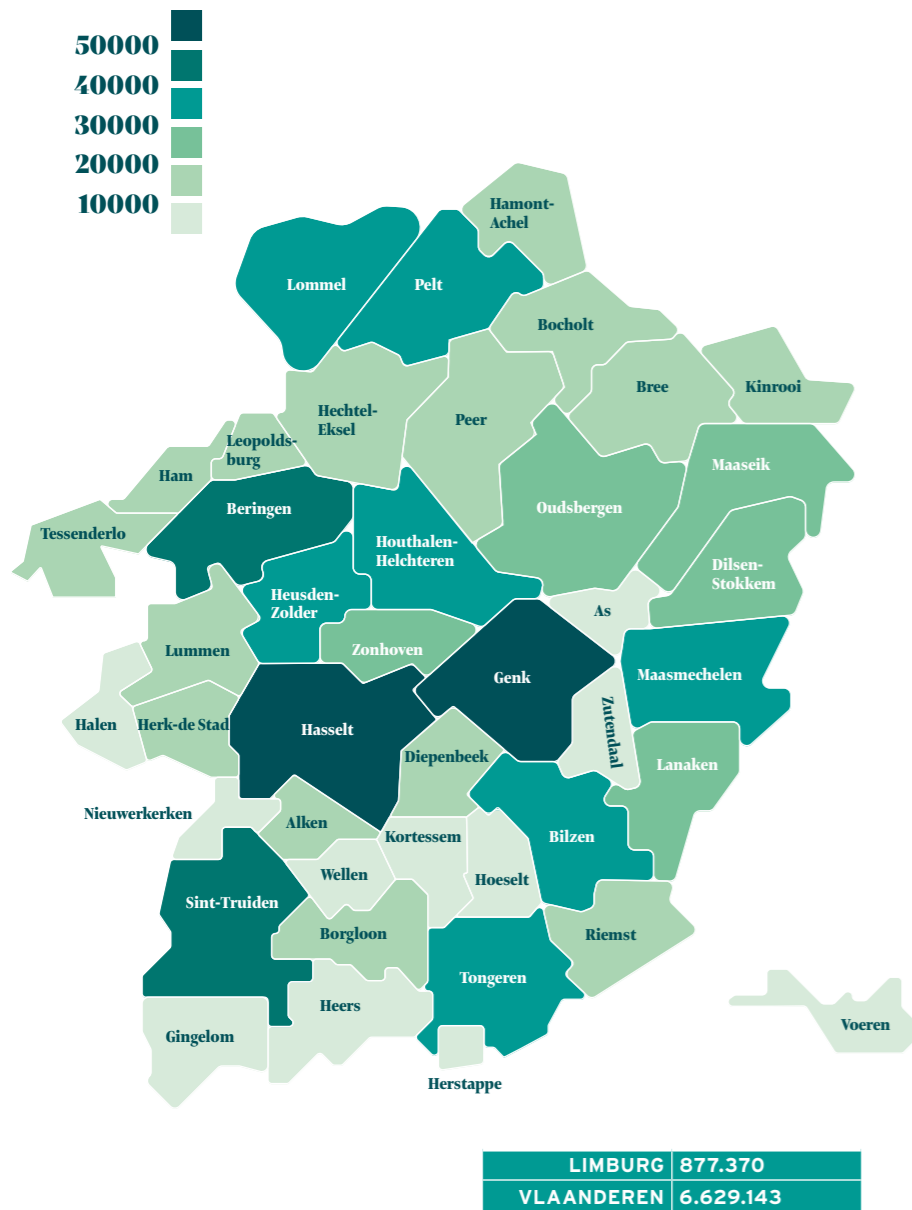 50000
40000
30000
20000
10000
Hamont-
Achel
Lommel
Pelt
Bocholt
Bree
Kinrooi
Hechtel-
Eksel
Peer
Leopolds-
burg
Ham
Maaseik
Beringen
Oudsbergen
Tessenderlo
Houthalen-
Helchteren
Dilsen-
Stokkem
Heusden-
Zolder
As
Lummen
Zonhoven
Genk
Maasmechelen
Halen
Herk-de Stad
Hasselt
Zutendaal
Diepenbeek
Lanaken
Nieuwerkerken
Alken
Kortessem
Bilzen
Wellen
Hoeselt
Sint-Truiden
Borgloon
Riemst
Tongeren
Heers
Gingelom
Voeren
Herstappe
LIMBURG 877.370
VLAANDEREN 6.629.143